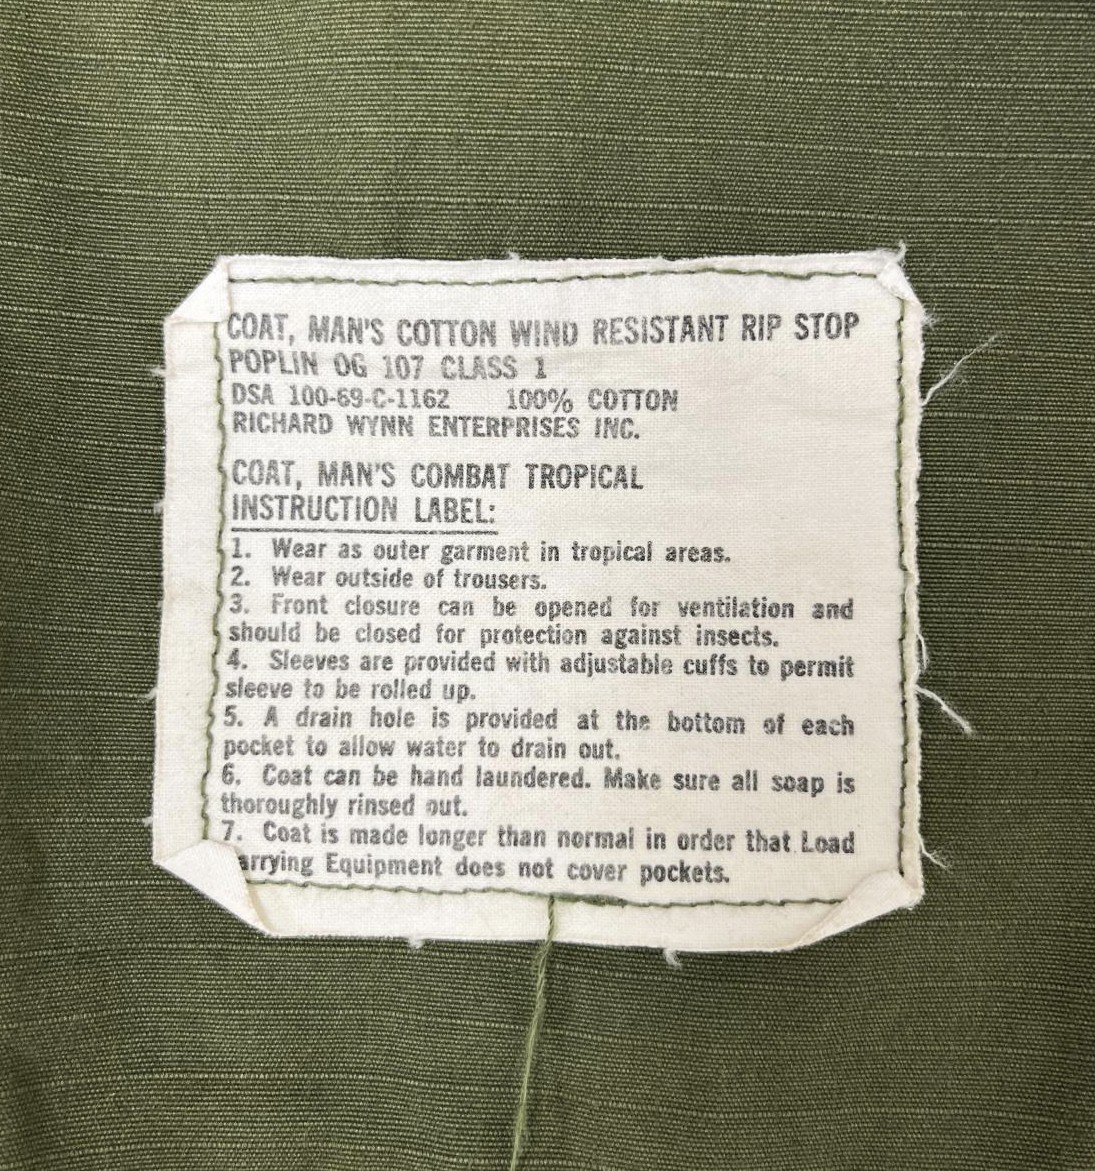 COAT, MAN'S COTTON WIND RESISTANT RIP STOP
POPLIN OG 107 CLASS 1
DSA 100-69-C-1162 100% COTTON
RICHARD WYNN ENTERPRISES INC.
COAT, MAN'S COMBAT TROPICAL
INSTRUCTION LABEL:
1. Wear as outer garment in tropical areas.
2. Wear outside of trousers.
3. Front closure can be opened for ventilation and
should be closed for protection against insects.
4. Sleeves are provided with adjustable cuffs to permit
sleeve to be rolled up.
5. A drain hole is provided at the bottom of each
pocket to allow water to drain out.
6. Coat can be hand laundered. Make sure all soap is
thoroughly rinsed out.
7. Coat is made longer than normal in order that Load
arrying Equipment does not cover pockets.